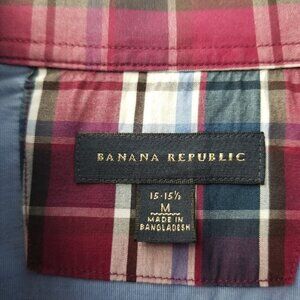 BANANA REPUBLIC
15-15½
M
MADE IN
BANGLADESH